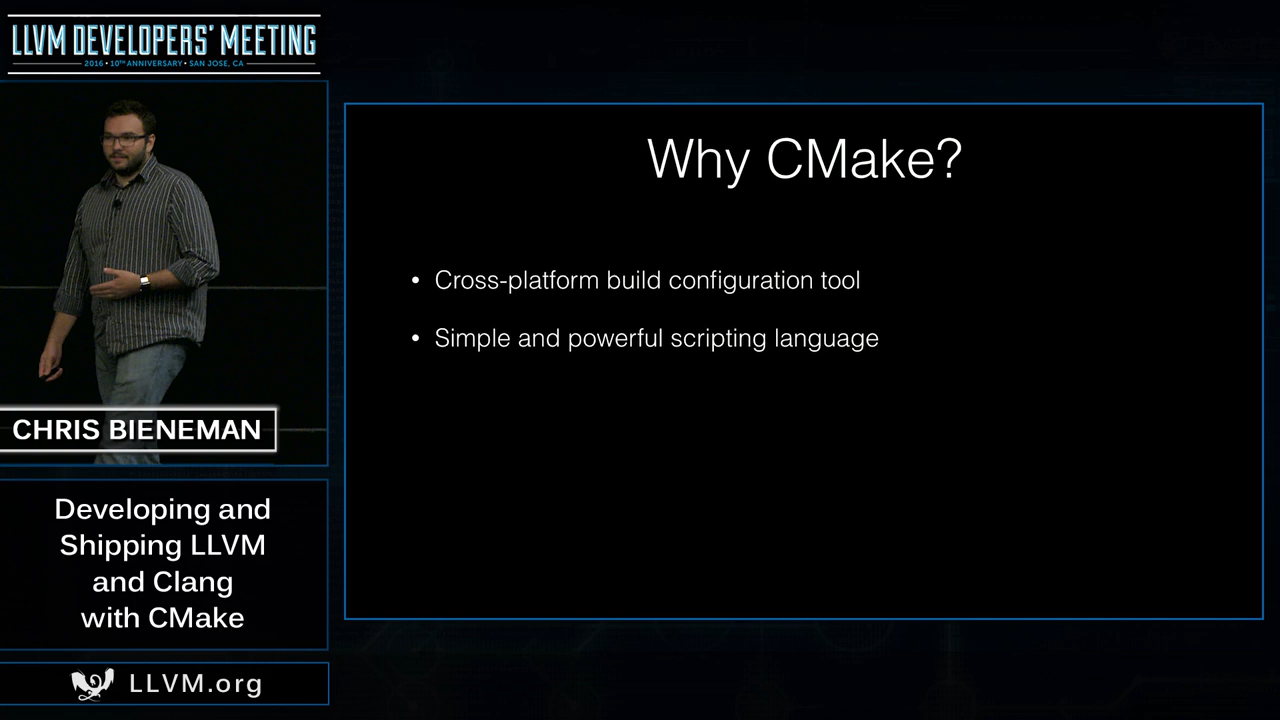 LLVM DEVELOPERS' MEETING
2016 • 10TH ANNIVERSARY • SAN JOSE, CA
CHRIS BIENEMAN
Developing and
Shipping LLVM
and Clang
with CMake
LLVM.org
Why CMake?
• Cross-platform build configuration tool
• Simple and powerful scripting language